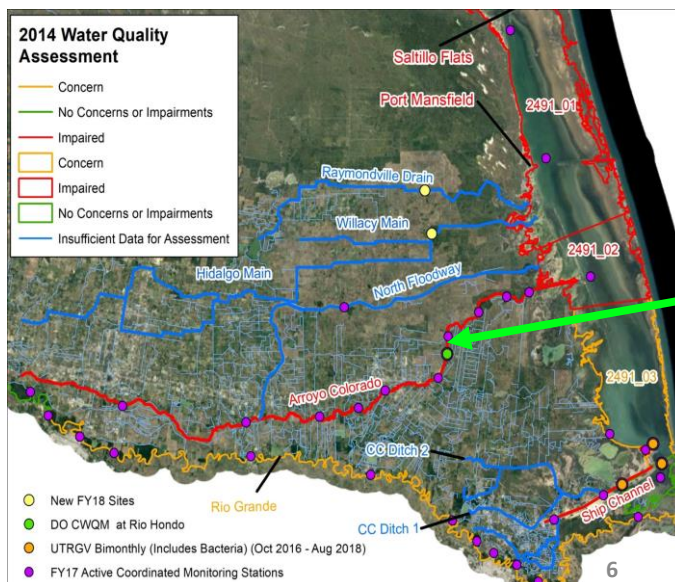 2014 Water Quality
Assessment
Concern
No Concerns or Impairments
Impaired
Concern
Impaired
No Concerns or Impairments
Insufficient Data for Assessment
Saltillo Flats
Port Mansfield
2491_01
Raymondville Drain
Willacy Main
2491_02
Hidalgo Main
North Floodway
2491_03
Arroyo Colorado
CC Ditch 2
Rio Grande
CC Ditch 1
Ship Channel
New FY18 Sites
DO CWQM at Rio Hondo
UTRGV Bimonthly (Includes Bacteria) (Oct 2016 - Aug 2018)
FY17 Active Coordinated Monitoring Stations
6